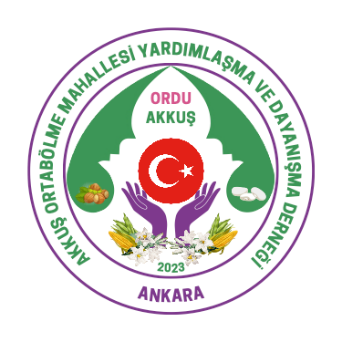 AKKUŞ ORTABÖLME MAHALLESİ YARDIMLAŞMA VE DAYANIŞMA DERNEĞİ
ORDU
AKKUŞ
2023
ANKARA